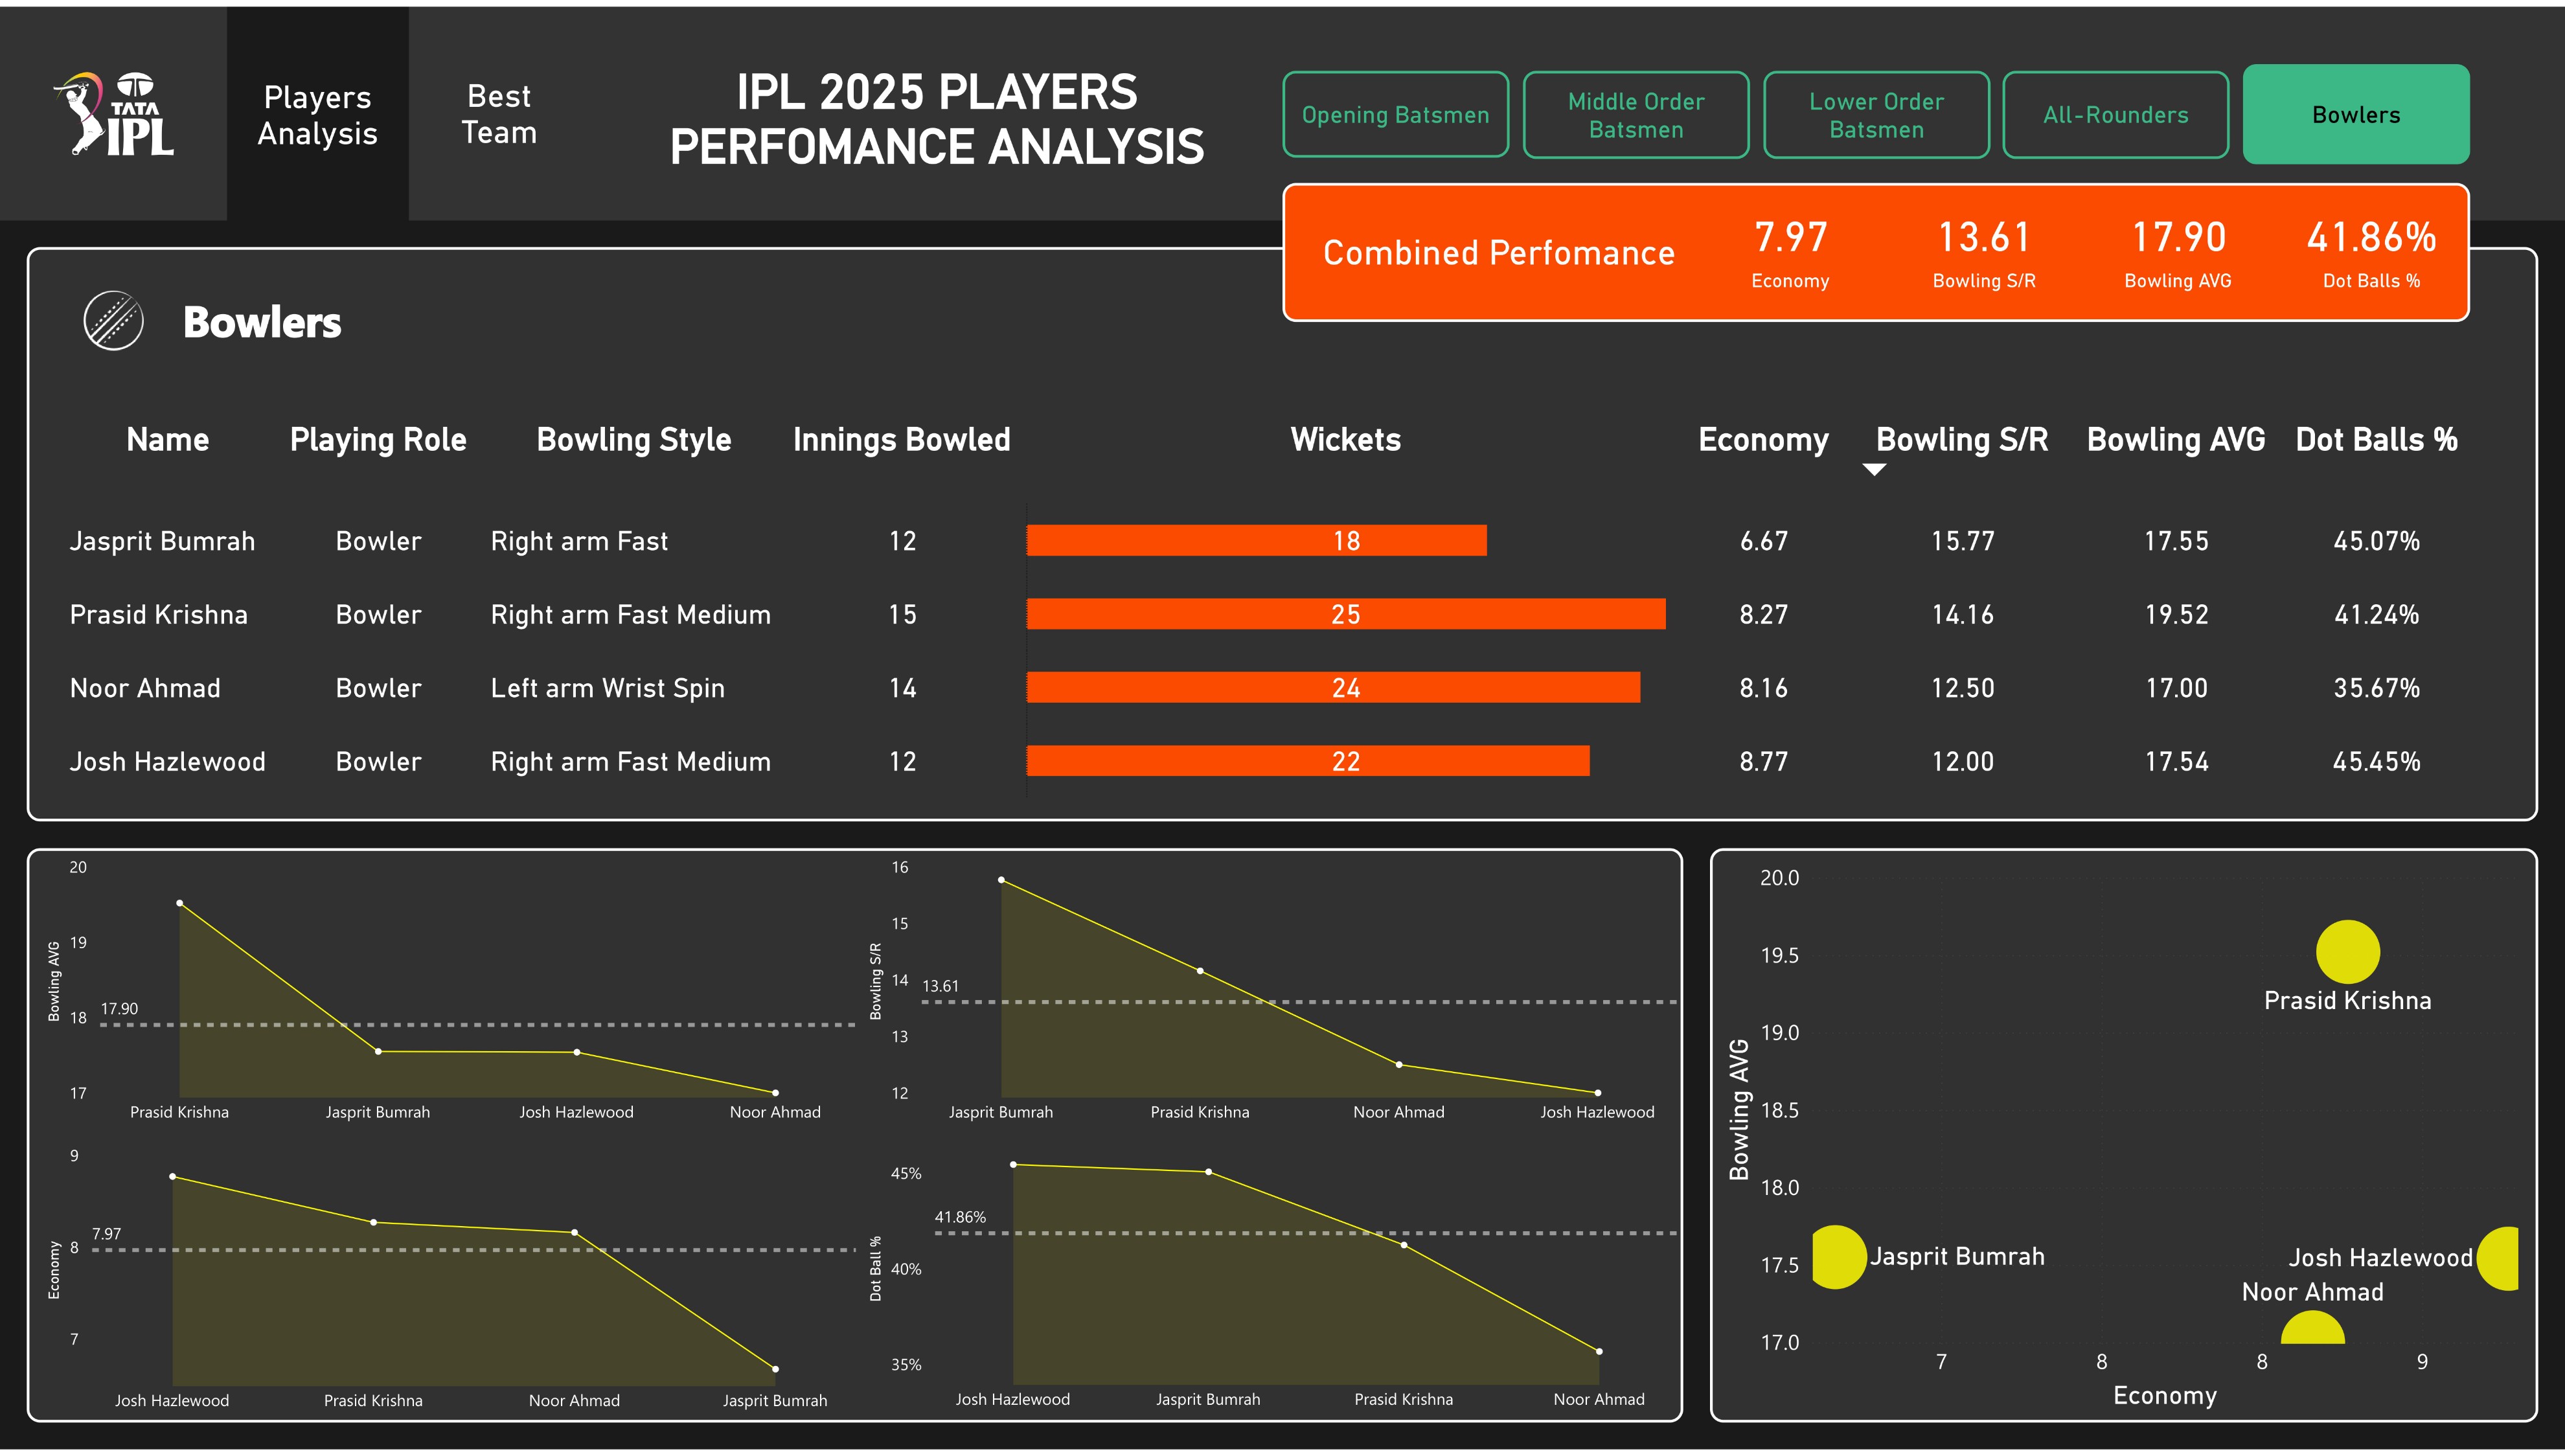 TATA
IPL
Players
Analysis
Best
Team
IPL 2025 PLAYERS
PERFOMANCE ANALYSIS
Opening Batsmen
Middle Order
Batsmen
Lower Order
Batsmen
All-Rounders
Bowlers
Combined Perfomance
7.97 13.61 17.90 41.86%
Economy Bowling S/R Bowling AVG Dot Balls %
Bowlers
Name Playing Role Bowling Style Innings Bowled Wickets Economy Bowling S/R Bowling AVG Dot Balls %
Jasprit Bumrah Bowler Right arm Fast 12 18 6.67 15.77 17.55 45.07%
Prasid Krishna Bowler Right arm Fast Medium 15 25 8.27 14.16 19.52 41.24%
Noor Ahmad Bowler Left arm Wrist Spin 14 24 8.16 12.50 17.00 35.67%
Josh Hazlewood Bowler Right arm Fast Medium 12 22 8.77 12.00 17.54 45.45%
Bowling AVG
20
19
18
17
17.90
Prasid Krishna Jasprit Bumrah Josh Hazlewood Noor Ahmad
Bowling S/R
16
15
14
13
12
13.61
Jasprit Bumrah Prasid Krishna Noor Ahmad Josh Hazlewood
Economy
9
8
7
7.97
Josh Hazlewood Prasid Krishna Noor Ahmad Jasprit Bumrah
Dot Ball %
45%
40%
35%
41.86%
Josh Hazlewood Jasprit Bumrah Prasid Krishna Noor Ahmad
Bowling AVG
20.0
19.5
19.0
18.5
18.0
17.5
17.0
Prasid Krishna
Jasprit Bumrah
Josh Hazlewood
Noor Ahmad
7 8 8 9
Economy